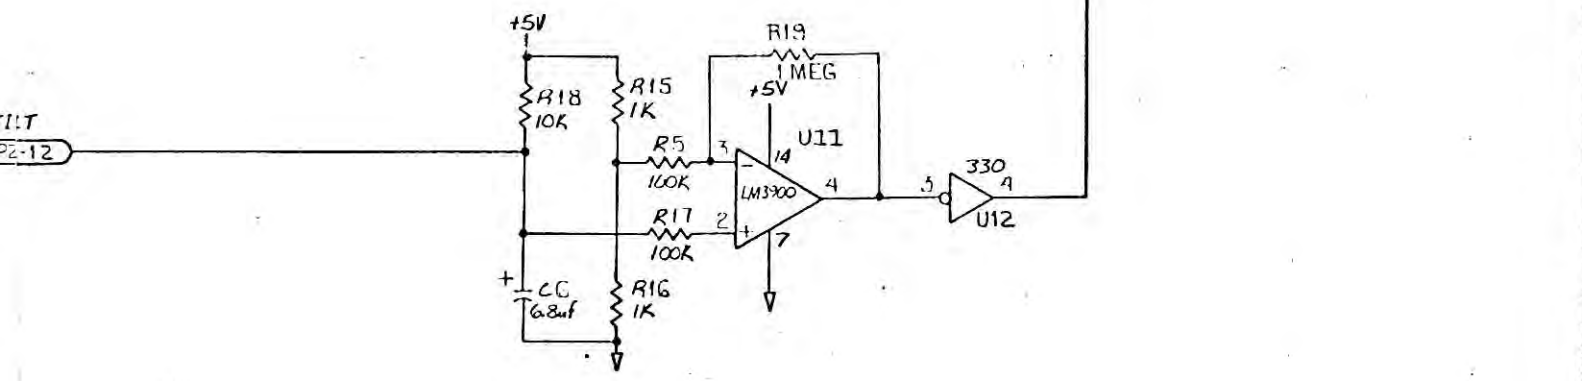 +5V
R19
1 MEG
+5V
R18
10K
R15
1K
TILT
P2-12
R5
100K
3
-
14
U11
LM3900
4
R17
100K
2
+
7
330
3
4
U12
+
C6
6.8uf
R16
1K